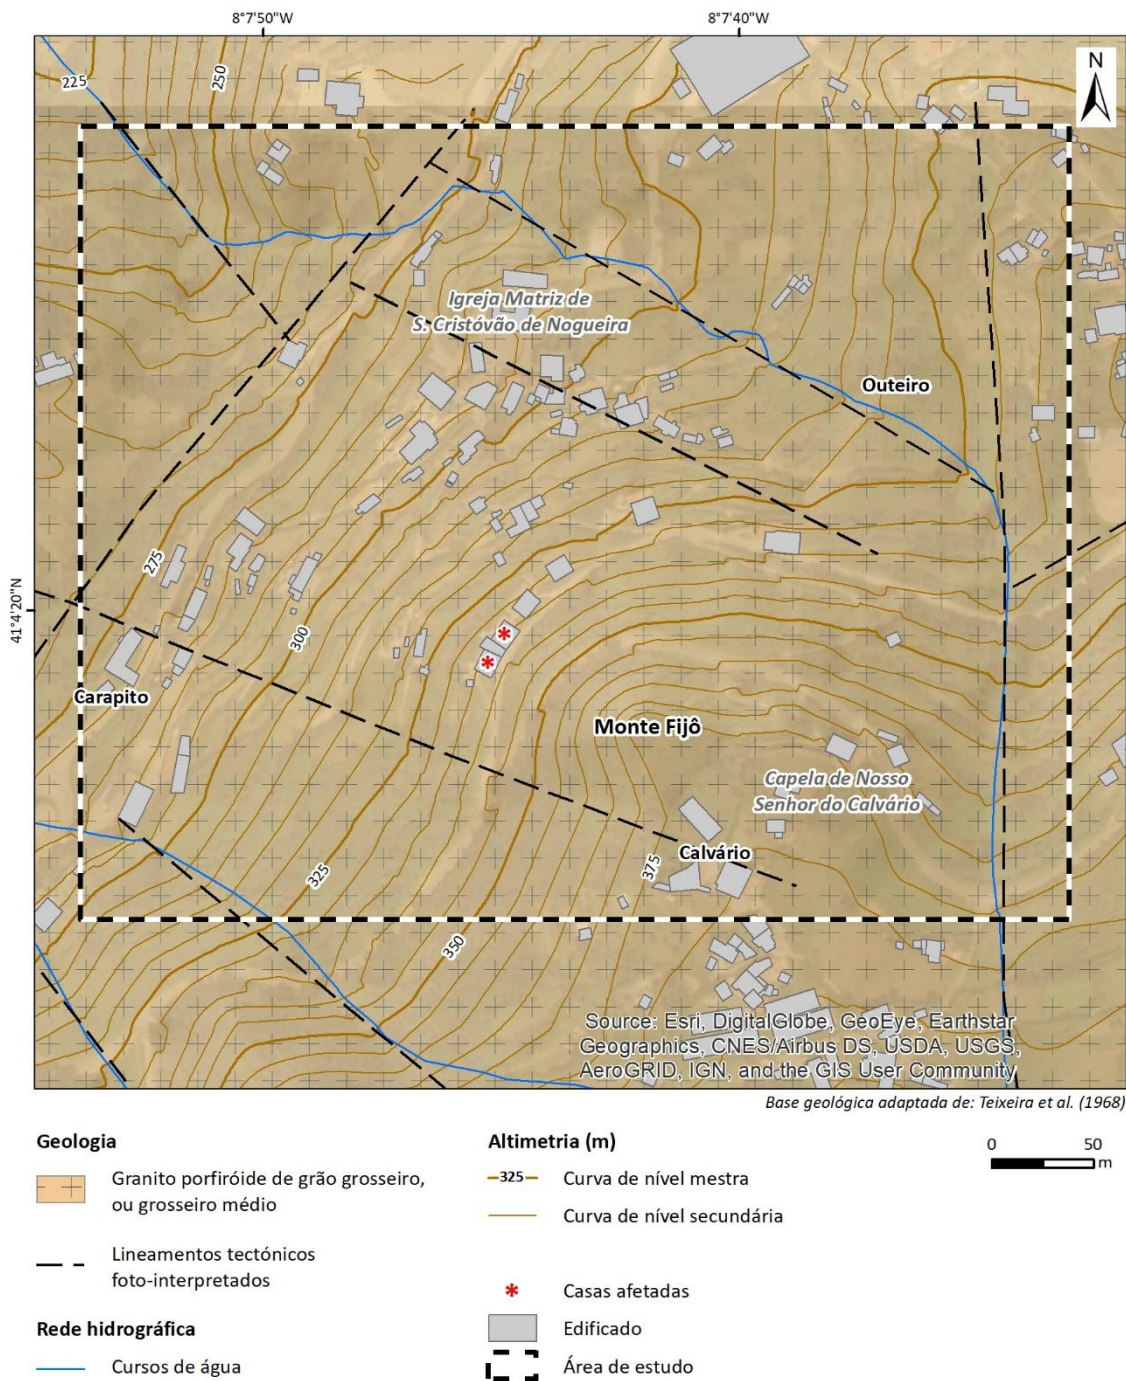 8°7'50"W
8°7'40"W
N
225
250
Igreja Matriz de
S. Cristóvão de Nogueira
Outeiro
275
41°4'20"N
300
Carapito
Monte Fijô
Capela de Nosso
Senhor do Calvário
Calvário
325
375
350
Source: Esri, DigitalGlobe, GeoEye, Earthstar
Geographics, CNES/Airbus DS, USDA, USGS,
AeroGRID, IGN, and the GIS User Community
Base geológica adaptada de: Teixeira et al. (1968)
Geologia
Granito porfiróide de grão grosseiro,
ou grosseiro médio
Lineamentos tectónicos
foto-interpretados
Rede hidrográfica
Cursos de água
Altimetria (m)
325
Curva de nível mestra
Curva de nível secundária
Casas afetadas
Edificado
Área de estudo
0 50
m